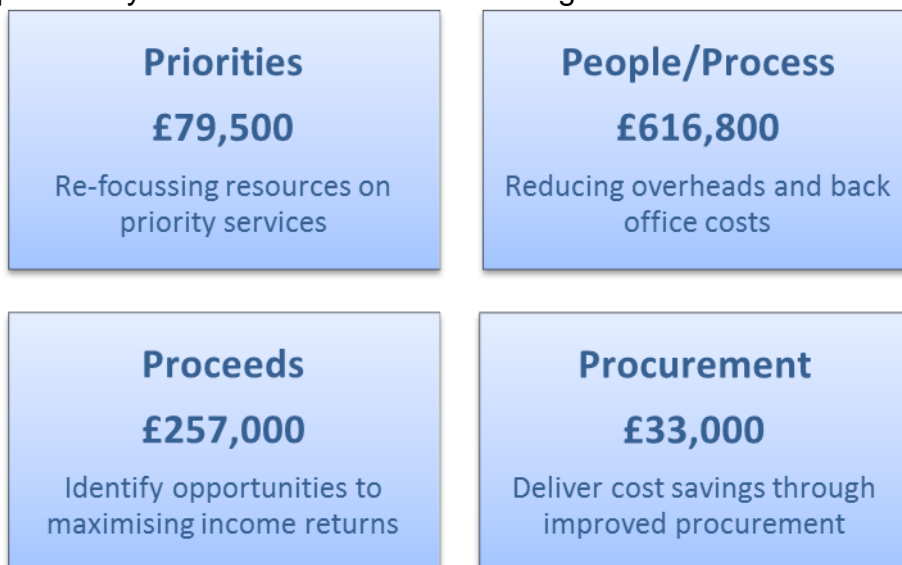 Priorities
£79,500
Re-focussing resources on
priority services
People/Process
£616,800
Reducing overheads and back
office costs
Proceeds
£257,000
Identify opportunities to
maximising income returns
Procurement
£33,000
Deliver cost savings through
improved procurement